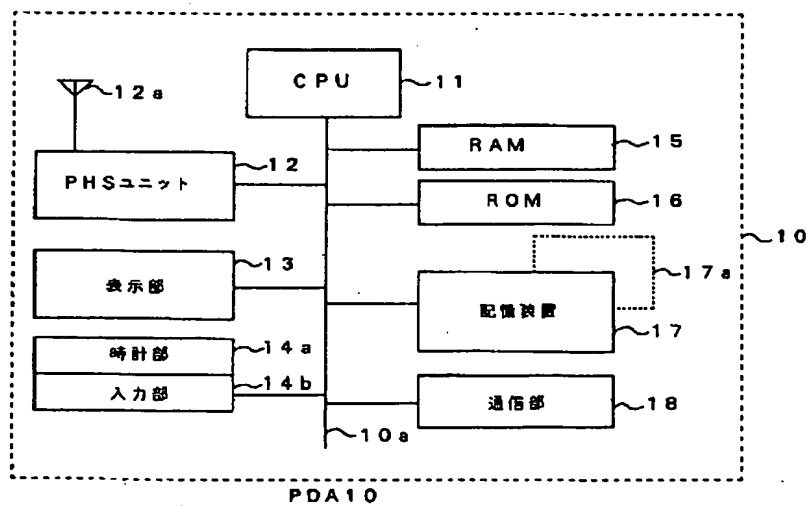 CPU
11
12a
RAM
15
PHSユニット
12
ROM
16
10
表示部
13
17a
記憶装置
17
時計部
14a
入力部
14b
通信部
18
10a
PDA10